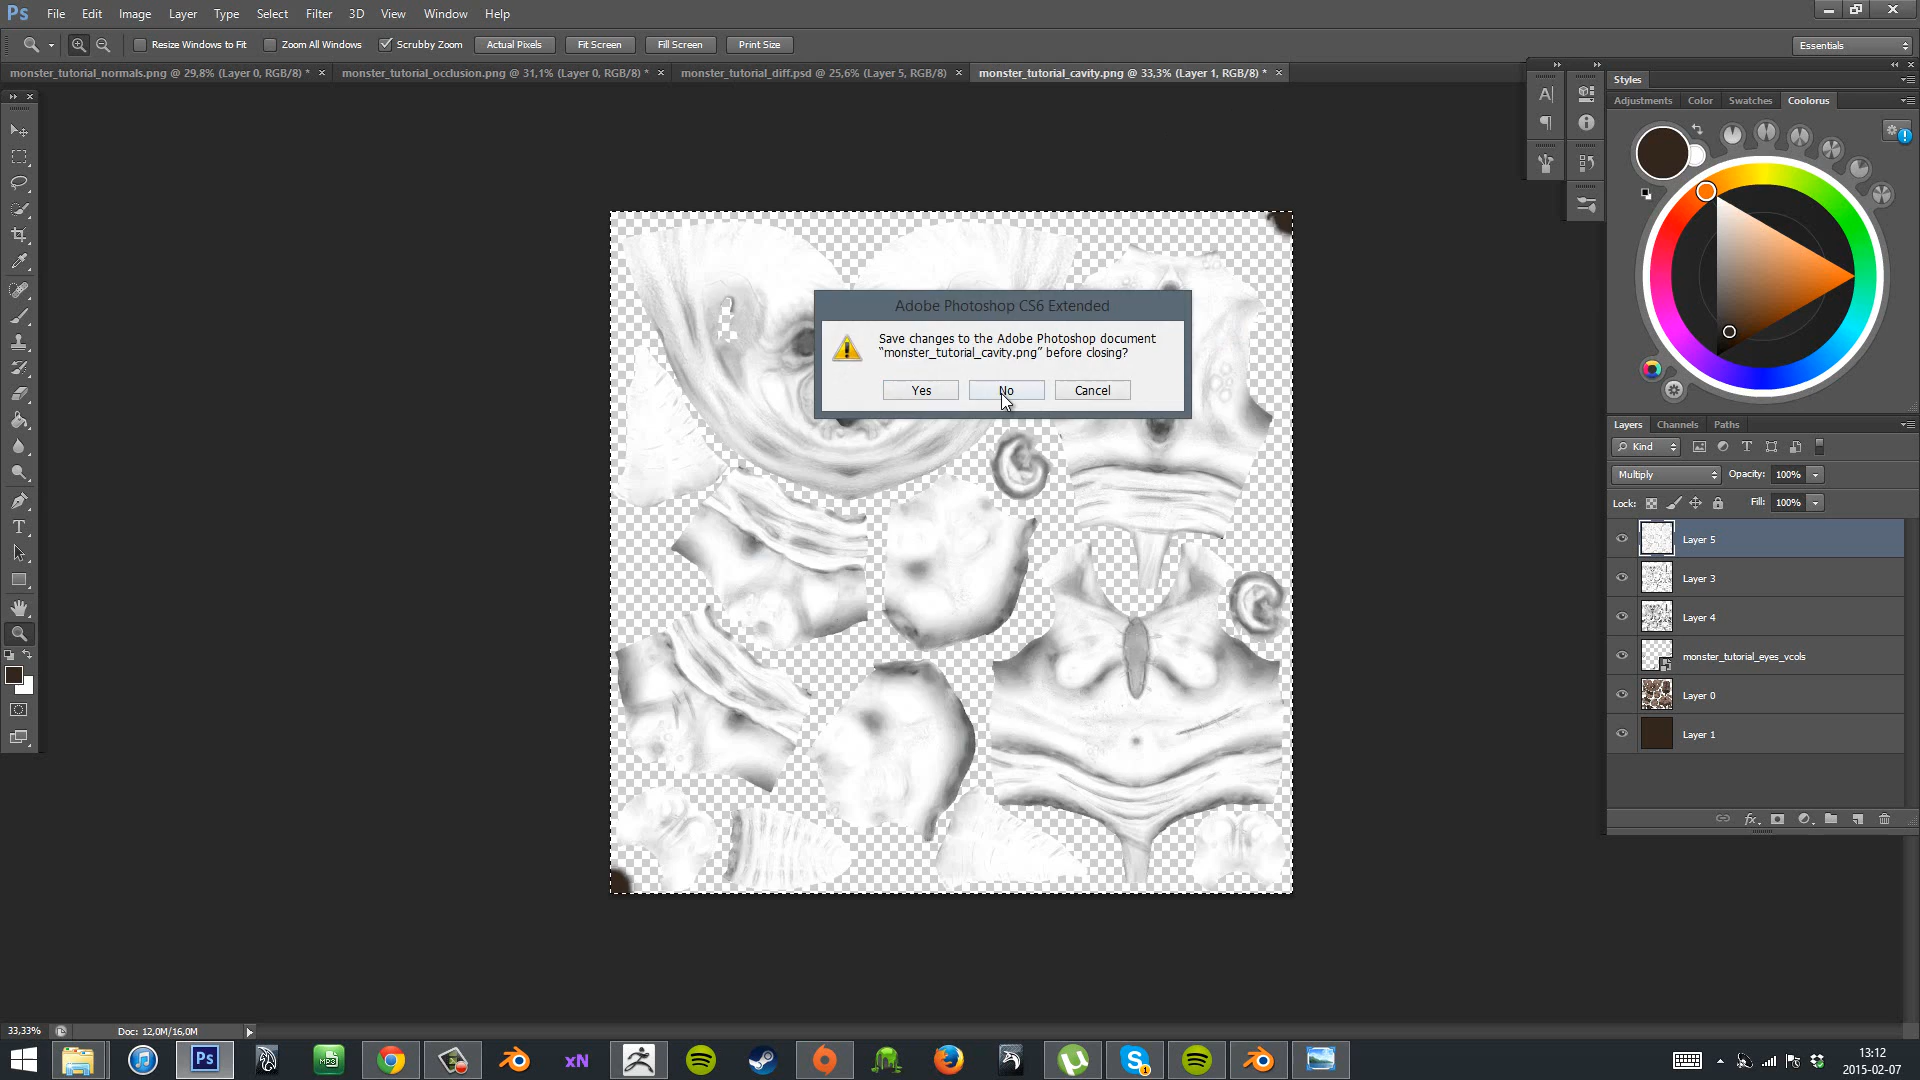 Ps File Edit Image Layer Type Select Filter 3D View Window Help
Resize Windows to Fit Zoom All Windows Scrubby Zoom Actual Pixels Fit Screen Fill Screen Print Size Essentials
monster_tutorial_normals.png @ 29,8% (Layer 0, RGB/8) * × monster_tutorial_occlusion.png @ 31,1% (Layer 0, RGB/8) * × monster_tutorial_diff.psd @ 25,6% (Layer 5, RGB/8) × monster_tutorial_cavity.png @ 33,3% (Layer 1, RGB/8) * ×
Styles
Adjustments Color Swatches Coolorus
Adobe Photoshop CS6 Extended
Save changes to the Adobe Photoshop document
“monster_tutorial_cavity.png” before closing?
Yes No Cancel
Layers Channels Paths
Kind
Multiply Opacity: 100%
Lock: Fill: 100%
Layer 5
Layer 3
Layer 4
monster_tutorial_eyes_vcols
Layer 0
Layer 1
33,33% Doc: 12,0M/16,0M
Ps MP3 xN 1
13:12
2015-02-07